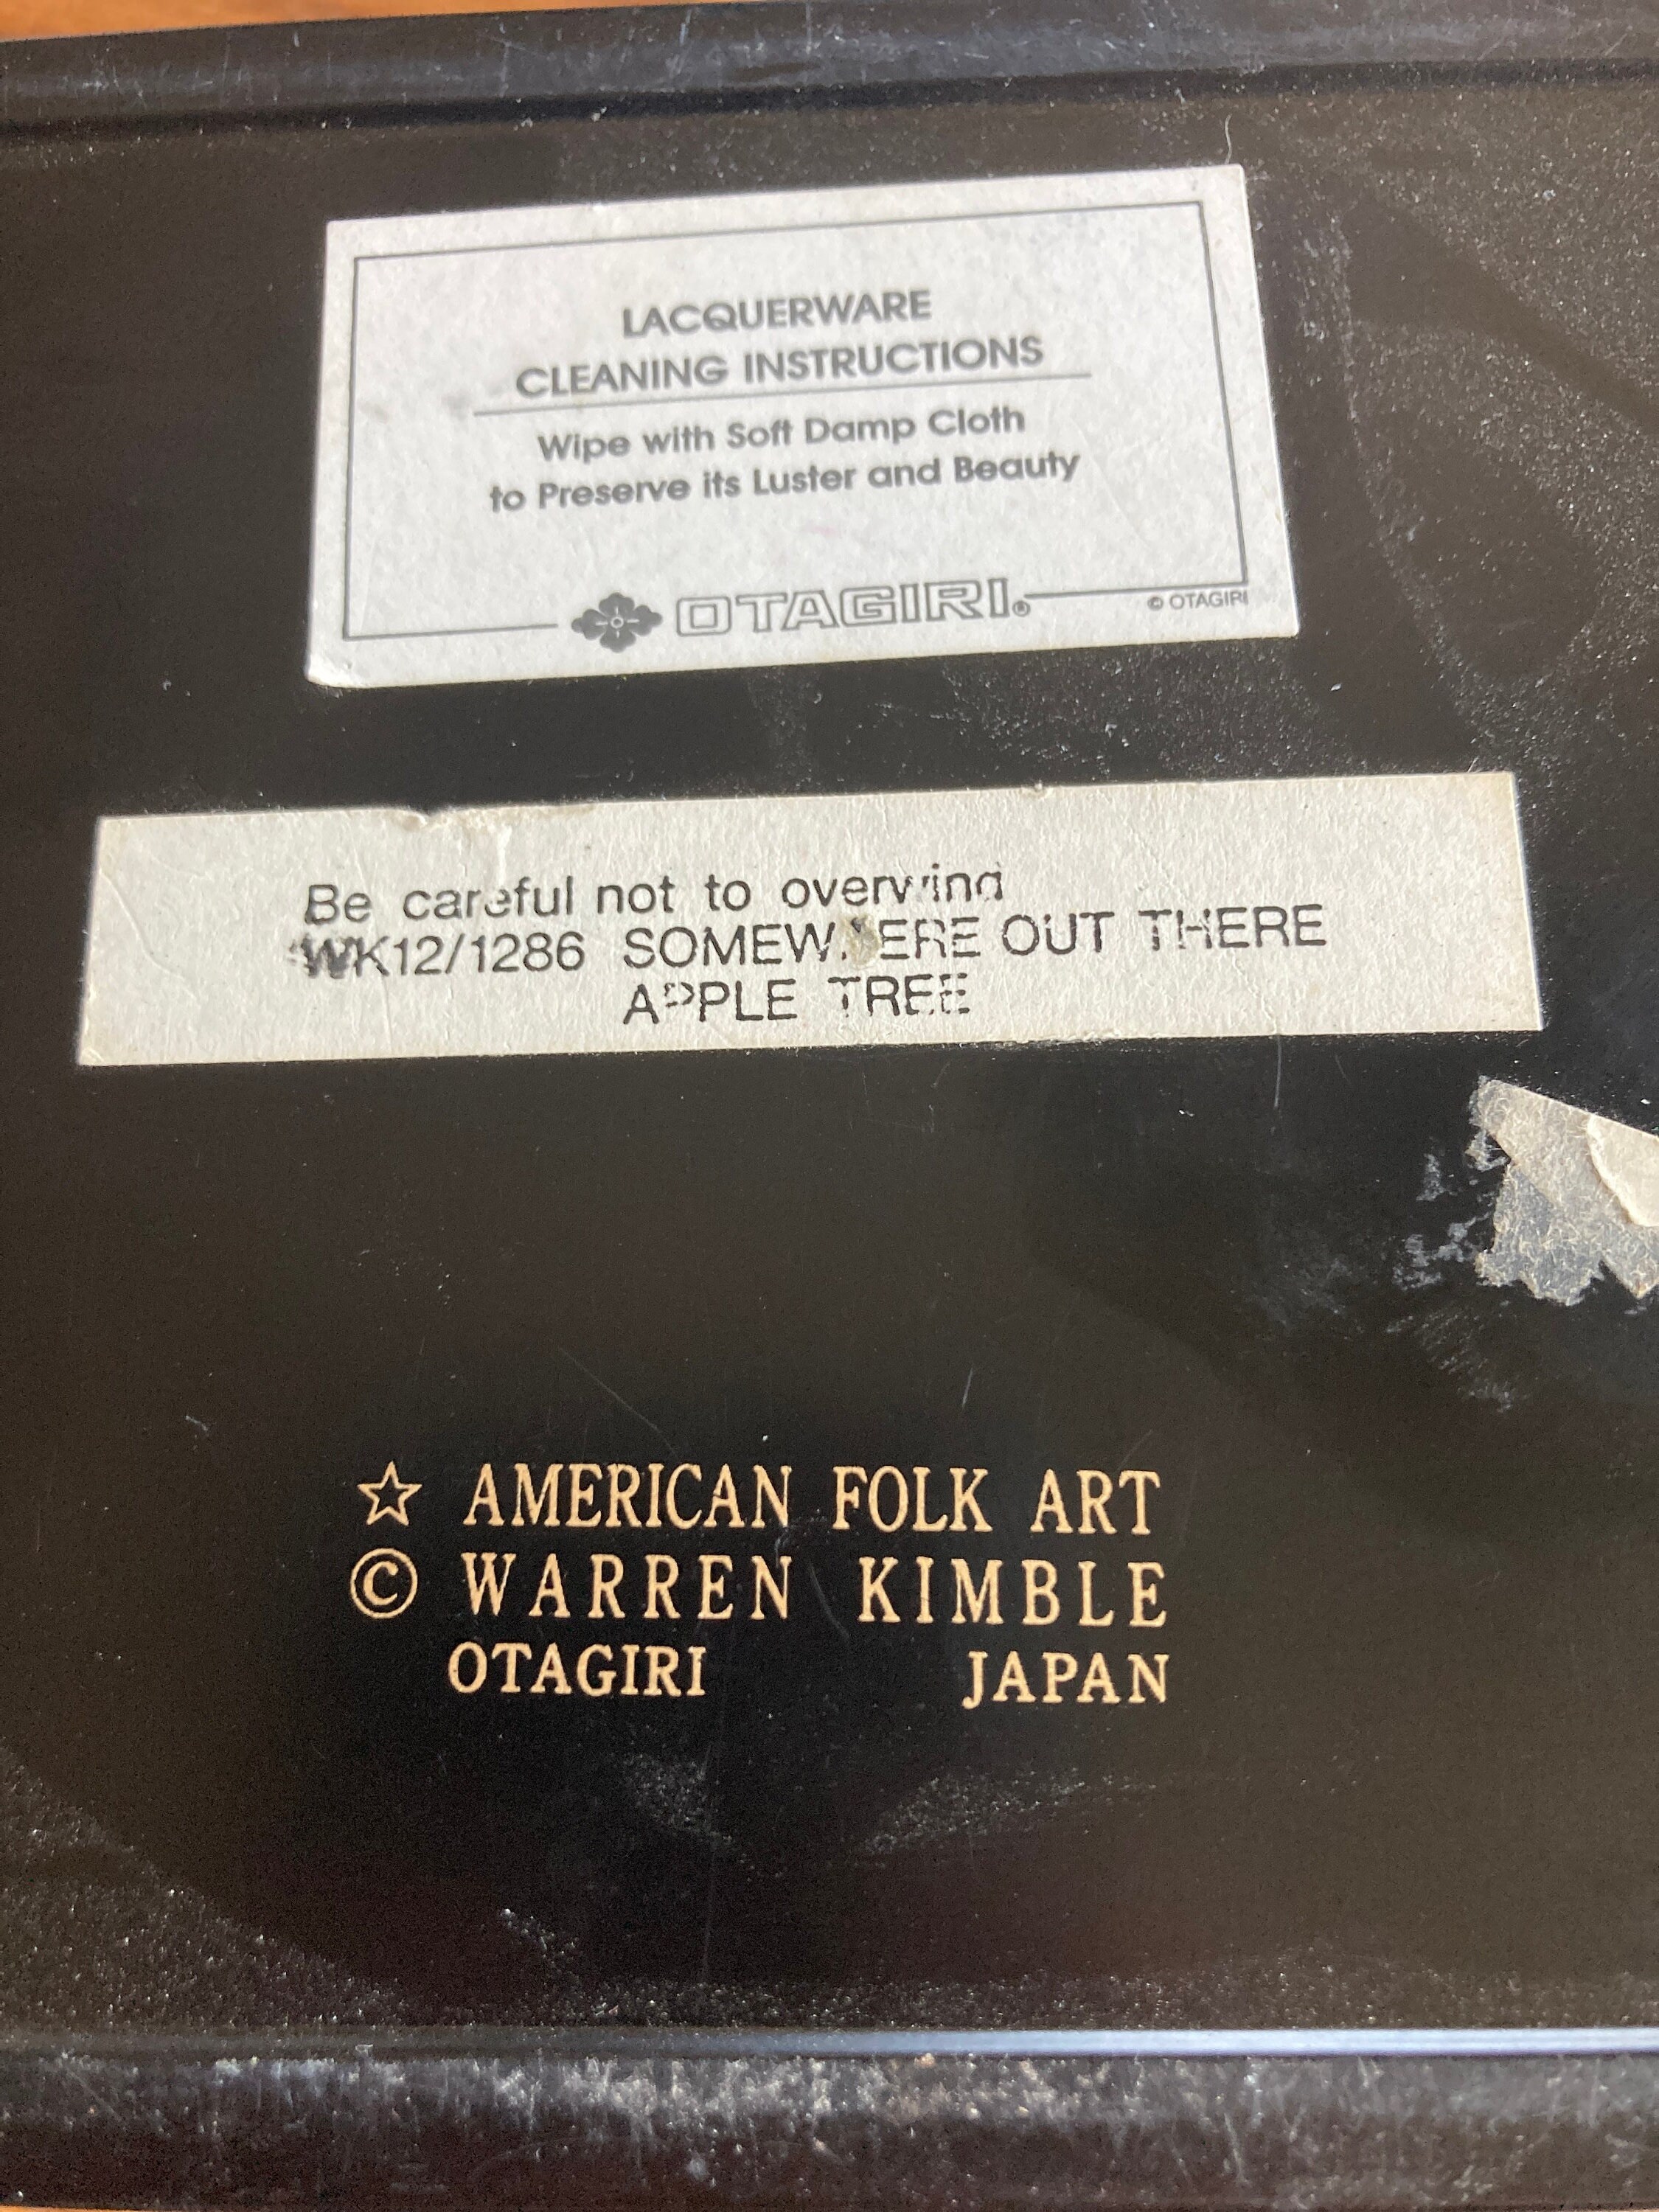 LACQUERWARE
CLEANING INSTRUCTIONS
Wipe with Soft Damp Cloth
to Preserve its Luster and Beauty
OTAGIRI® © OTAGIRI
Be careful not to overwind
WK12/1286 SOMEWHERE OUT THERE
APPLE TREE
☆ AMERICAN FOLK ART
© WARREN KIMBLE
OTAGIRI JAPAN